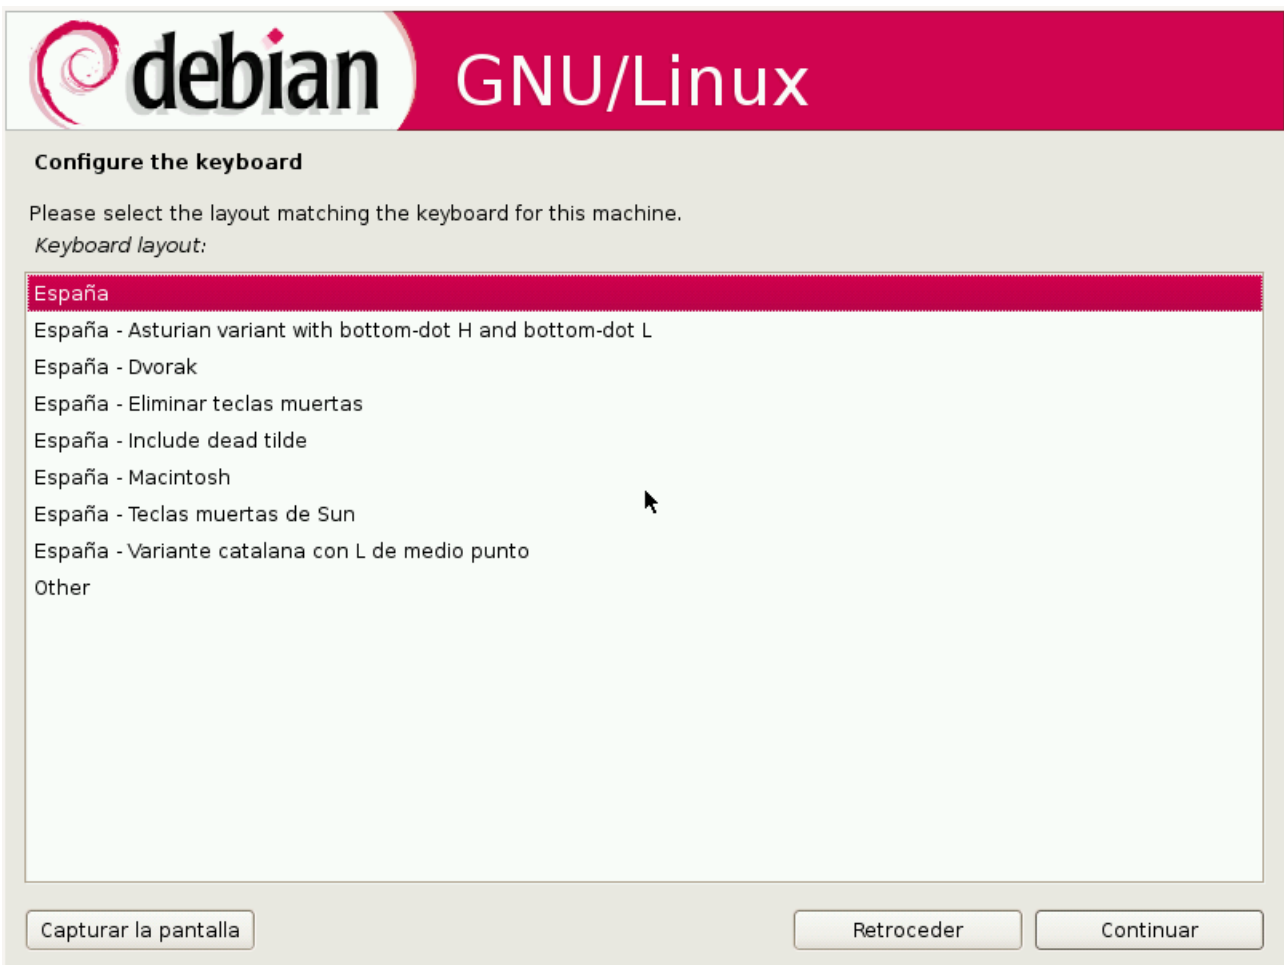 debian GNU/Linux
Configure the keyboard
Please select the layout matching the keyboard for this machine.
Keyboard layout:
España
España - Asturian variant with bottom-dot H and bottom-dot L
España - Dvorak
España - Eliminar teclas muertas
España - Include dead tilde
España - Macintosh
España - Teclas muertas de Sun
España - Variante catalana con L de medio punto
Other
Capturar la pantalla Retroceder Continuar